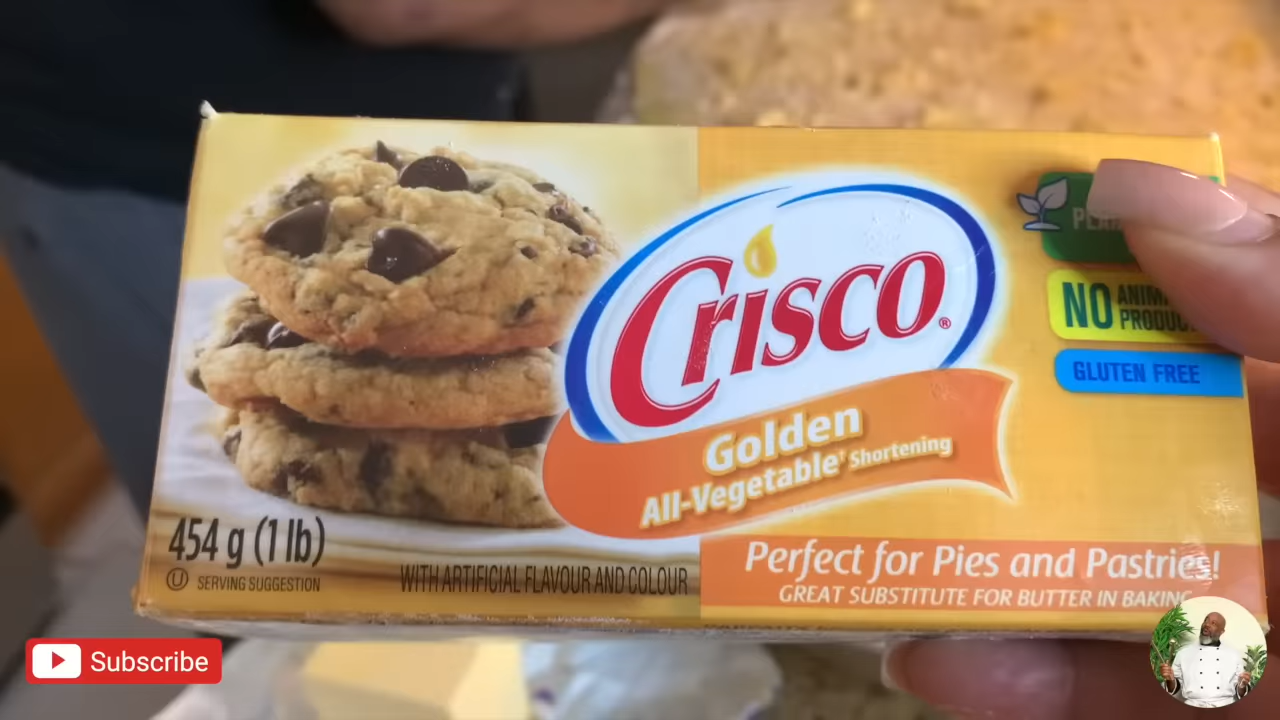 Crisco®
Golden
All-Vegetable† Shortening
NO
GLUTEN FREE
454 g (1 lb)
U SERVING SUGGESTION
WITH ARTIFICIAL FLAVOUR AND COLOUR
Perfect for Pies and Pastries!
GREAT SUBSTITUTE FOR BUTTER IN BAKING
Subscribe